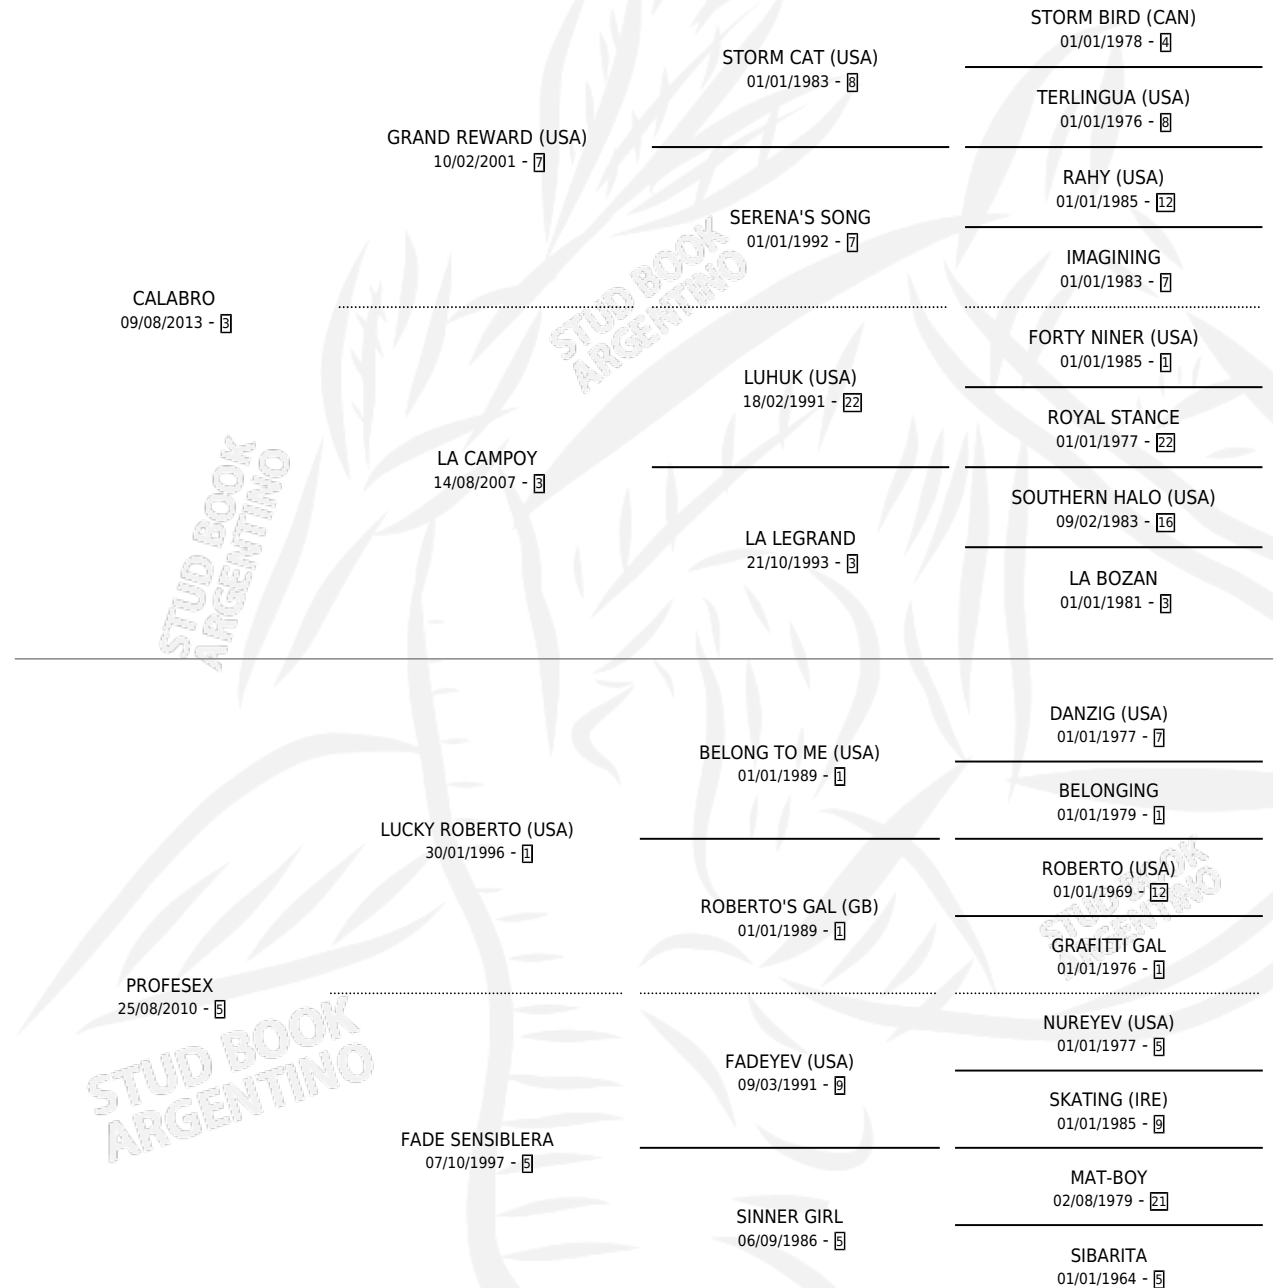 STORM BIRD (CAN)
01/01/1978 - 4
STORM CAT (USA)
01/01/1983 - 8
TERLINGUA (USA)
01/01/1976 - 8
GRAND REWARD (USA)
10/02/2001 - 7
RAHY (USA)
01/01/1985 - 12
SERENA'S SONG
01/01/1992 - 7
IMAGINING
01/01/1983 - 7
CALABRO
09/08/2013 - 3
FORTY NINER (USA)
01/01/1985 - 1
LUHUK (USA)
18/02/1991 - 22
ROYAL STANCE
01/01/1977 - 22
LA CAMPOY
14/08/2007 - 3
SOUTHERN HALO (USA)
09/02/1983 - 16
LA LEGRAND
21/10/1993 - 3
LA BOZAN
01/01/1981 - 3
DANZIG (USA)
01/01/1977 - 7
BELONG TO ME (USA)
01/01/1989 - 1
BELONGING
01/01/1979 - 1
LUCKY ROBERTO (USA)
30/01/1996 - 1
ROBERTO (USA)
01/01/1969 - 12
ROBERTO'S GAL (GB)
01/01/1989 - 1
GRAFITTI GAL
01/01/1976 - 1
PROFESEX
25/08/2010 - 5
NUREYEV (USA)
01/01/1977 - 5
FADEYEV (USA)
09/03/1991 - 9
SKATING (IRE)
01/01/1985 - 9
FADE SENSIBLERA
07/10/1997 - 5
MAT-BOY
02/08/1979 - 21
SINNER GIRL
06/09/1986 - 5
SIBARITA
01/01/1964 - 5
STUD BOOK
ARGENTINO
STUD BOOK
ARGENTINO
STUD BOOK
ARGENTINO
STUD BOOK
ARGENTINO